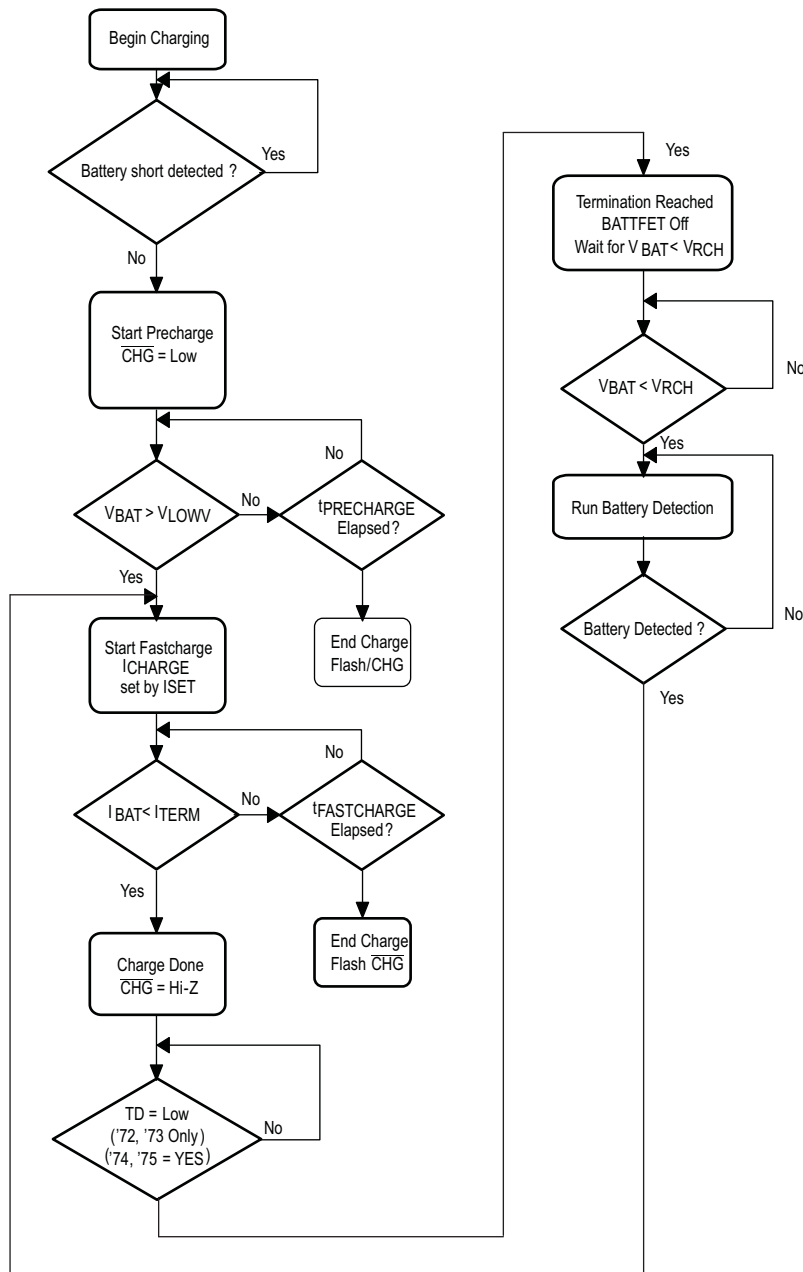 Begin Charging
Battery short detected ?
Yes
No
Start Precharge
CHG = Low
VBAT > VLOWV
No
No
tPRECHARGE
Elapsed?
Yes
End Charge
Flash/CHG
Start Fastcharge
ICHARGE
set by ISET
IBAT< ITERM
No
No
tFASTCHARGE
Elapsed?
Yes
End Charge
Flash CHG
Charge Done
CHG = Hi-Z
TD = Low
('72, '73 Only)
('74, '75 = YES)
No
Yes
Termination Reached
BATTFET Off
Wait for VBAT< VRCH
VBAT < VRCH
No
Yes
Run Battery Detection
Battery Detected ?
No
Yes